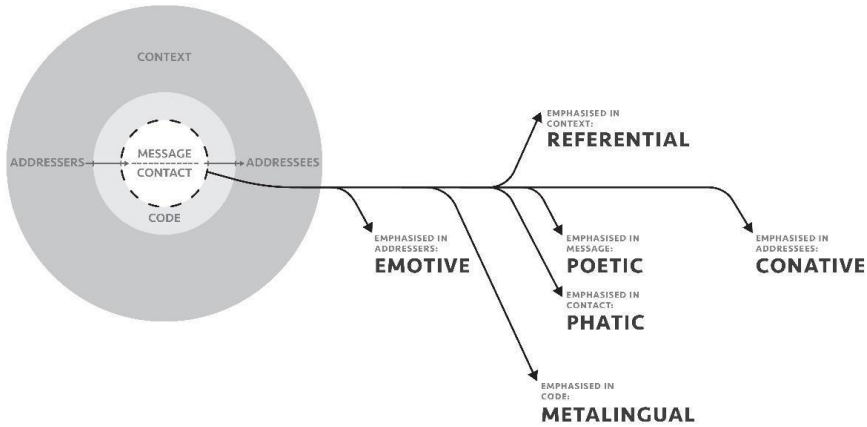 CONTEXT
ADDRESSERS
MESSAGE
CONTACT
ADDRESSEES
CODE
EMPHASISED IN
CONTEXT:
REFERENTIAL
EMPHASISED IN
ADDRESSERS:
EMOTIVE
EMPHASISED IN
MESSAGE:
POETIC
EMPHASISED IN
ADDRESSEES:
CONATIVE
EMPHASISED IN
CONTACT:
PHATIC
EMPHASISED IN
CODE:
METALINGUAL